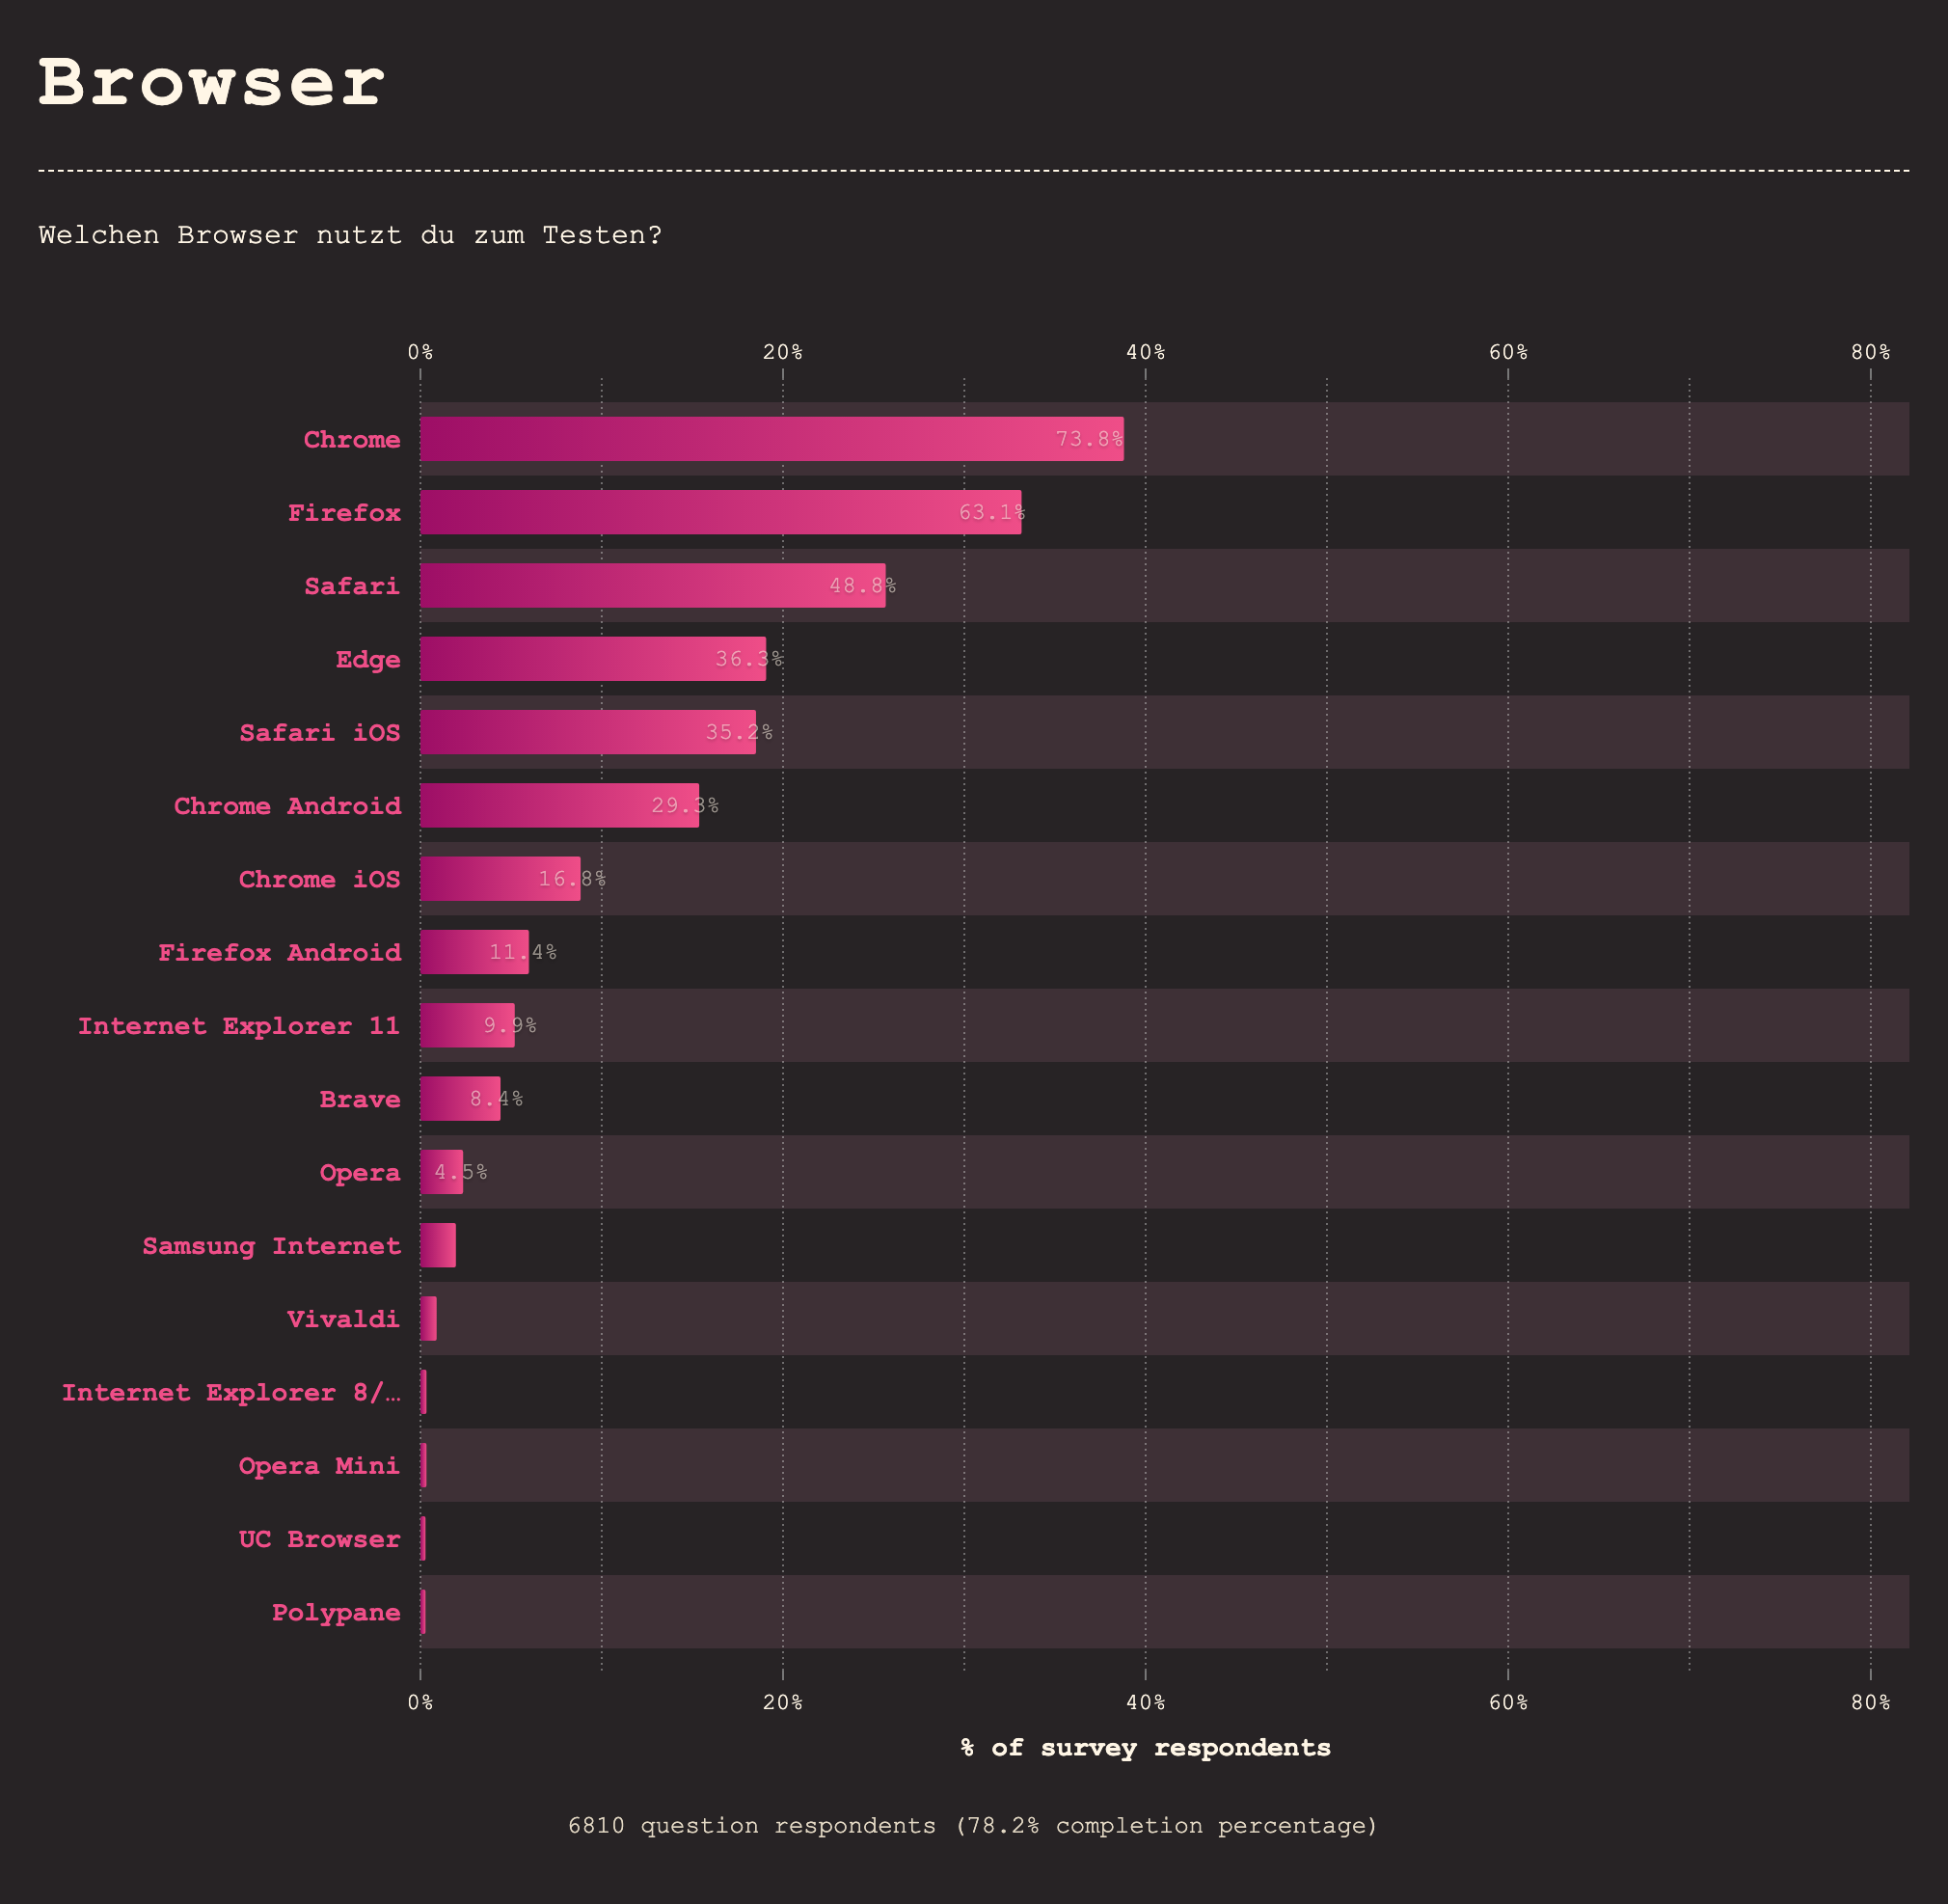 Browser
Welchen Browser nutzt du zum Testen?
0% 20% 40% 60% 80%
Chrome 73.8%
Firefox 63.1%
Safari 48.8%
Edge 36.3%
Safari iOS 35.2%
Chrome Android 29.3%
Chrome iOS 16.8%
Firefox Android 11.4%
Internet Explorer 11 9.9%
Brave 8.4%
Opera 4.5%
Samsung Internet
Vivaldi
Internet Explorer 8/…
Opera Mini
UC Browser
Polypane
0% 20% 40% 60% 80%
% of survey respondents
6810 question respondents (78.2% completion percentage)